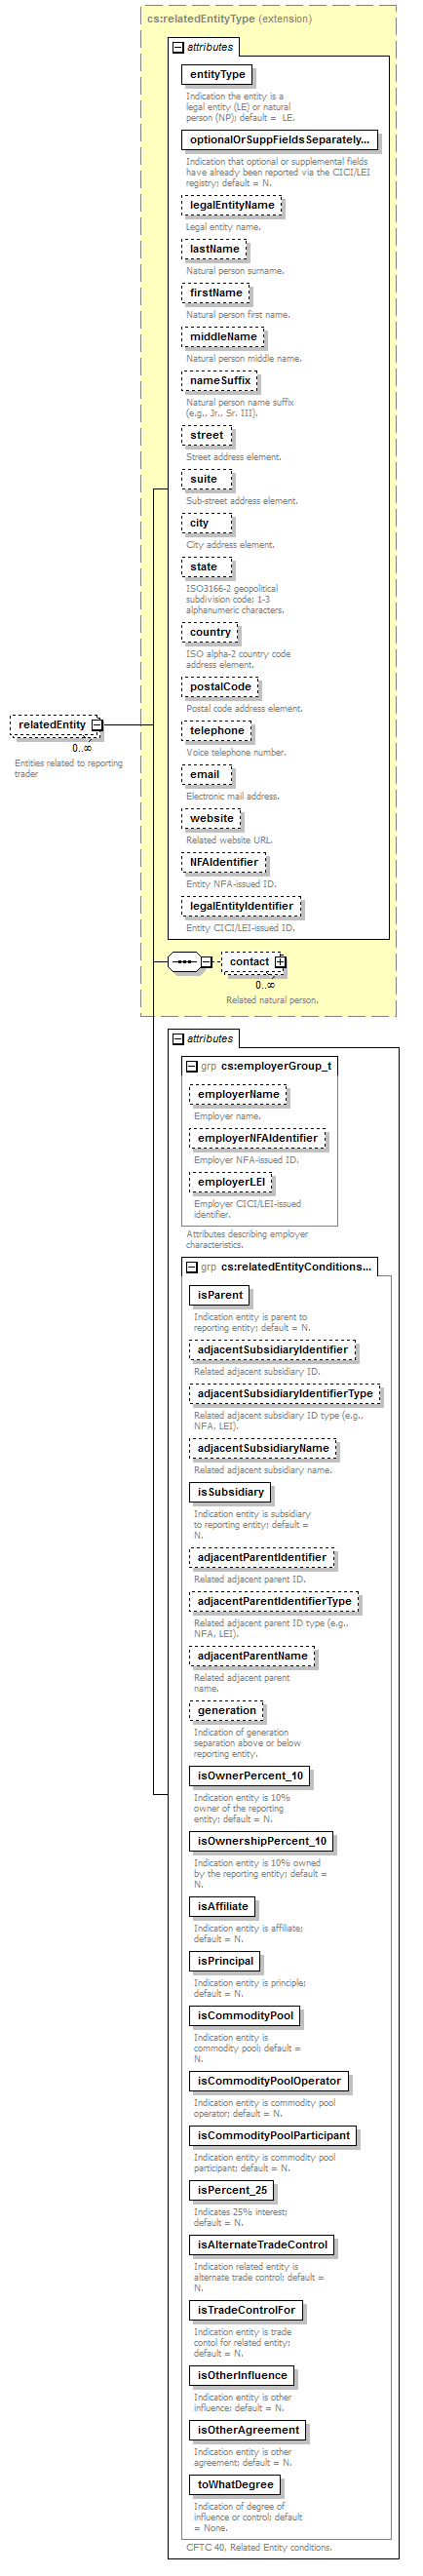 cs:relatedEntityType (extension)
attributes
entityType
Indication the entity is a
legal entity (LE) or natural
person (NP); default = LE.
optionalOrSuppFieldsSeparately...
Indication that optional or supplemental fields
have already been reported via the CICI/LEI
registry; default = N.
legalEntityName
Legal entity name.
lastName
Natural person surname.
firstName
Natural person first name.
middleName
Natural person middle name.
nameSuffix
Natural person name suffix
(e.g., Jr., Sr. III).
street
Street address element.
suite
Sub-street address element.
city
City address element.
state
ISO3166-2 geopolitical
subdivision code; 1-3
alphanumeric characters.
country
ISO alpha-2 country code
address element.
postalCode
Postal code address element.
telephone
Voice telephone number.
email
Electronic mail address.
website
Related website URL.
NFAIdentifier
Entity NFA-issued ID.
legalEntityIdentifier
Entity CICI/LEI-issued ID.
relatedEntity
0..∞
Entities related to reporting
trader
contact
0..∞
Related natural person.
attributes
grp cs:employerGroup_t
employerName
Employer name.
employerNFAIdentifier
Employer NFA-issued ID.
employerLEI
Employer CICI/LEI-issued
identifier.
Attributes describing employer
characteristics.
grp cs:relatedEntityConditions...
isParent
Indication entity is parent to
reporting entity; default = N.
adjacentSubsidiaryIdentifier
Related adjacent subsidiary ID.
adjacentSubsidiaryIdentifierType
Related adjacent subsidiary ID type (e.g.,
NFA, LEI).
adjacentSubsidiaryName
Related adjacent subsidiary name.
isSubsidiary
Indication entity is subsidiary
to reporting entity; default =
N.
adjacentParentIdentifier
Related adjacent parent ID.
adjacentParentIdentifierType
Related adjacent parent ID type (e.g.,
NFA, LEI).
adjacentParentName
Related adjacent parent
name.
generation
Indication of generation
separation above or below
reporting entity.
isOwnerPercent_10
Indication entity is 10%
owner of the reporting
entity; default = N.
isOwnershipPercent_10
Indication entity is 10% owned
by the reporting entity; default =
N.
isAffiliate
Indication entity is affiliate;
default = N.
isPrincipal
Indication entity is principle;
default = N.
isCommodityPool
Indication entity is
commodity pool; default =
N.
isCommodityPoolOperator
Indication entity is commodity pool
operator; default = N.
isCommodityPoolParticipant
Indication entity is commodity pool
participant; default = N.
isPercent_25
Indicates 25% interest;
default = N.
isAlternateTradeControl
Indication related entity is
alternate trade control; default =
N.
isTradeControlFor
Indication entity is trade
contol for related entity;
default = N.
isOtherInfluence
Indication entity is other
influence; default = N.
isOtherAgreement
Indication entity is other
agreement; default = N.
toWhatDegree
Indication of degree of
influence or control; default
= None.
CFTC 40, Related Entity conditions.